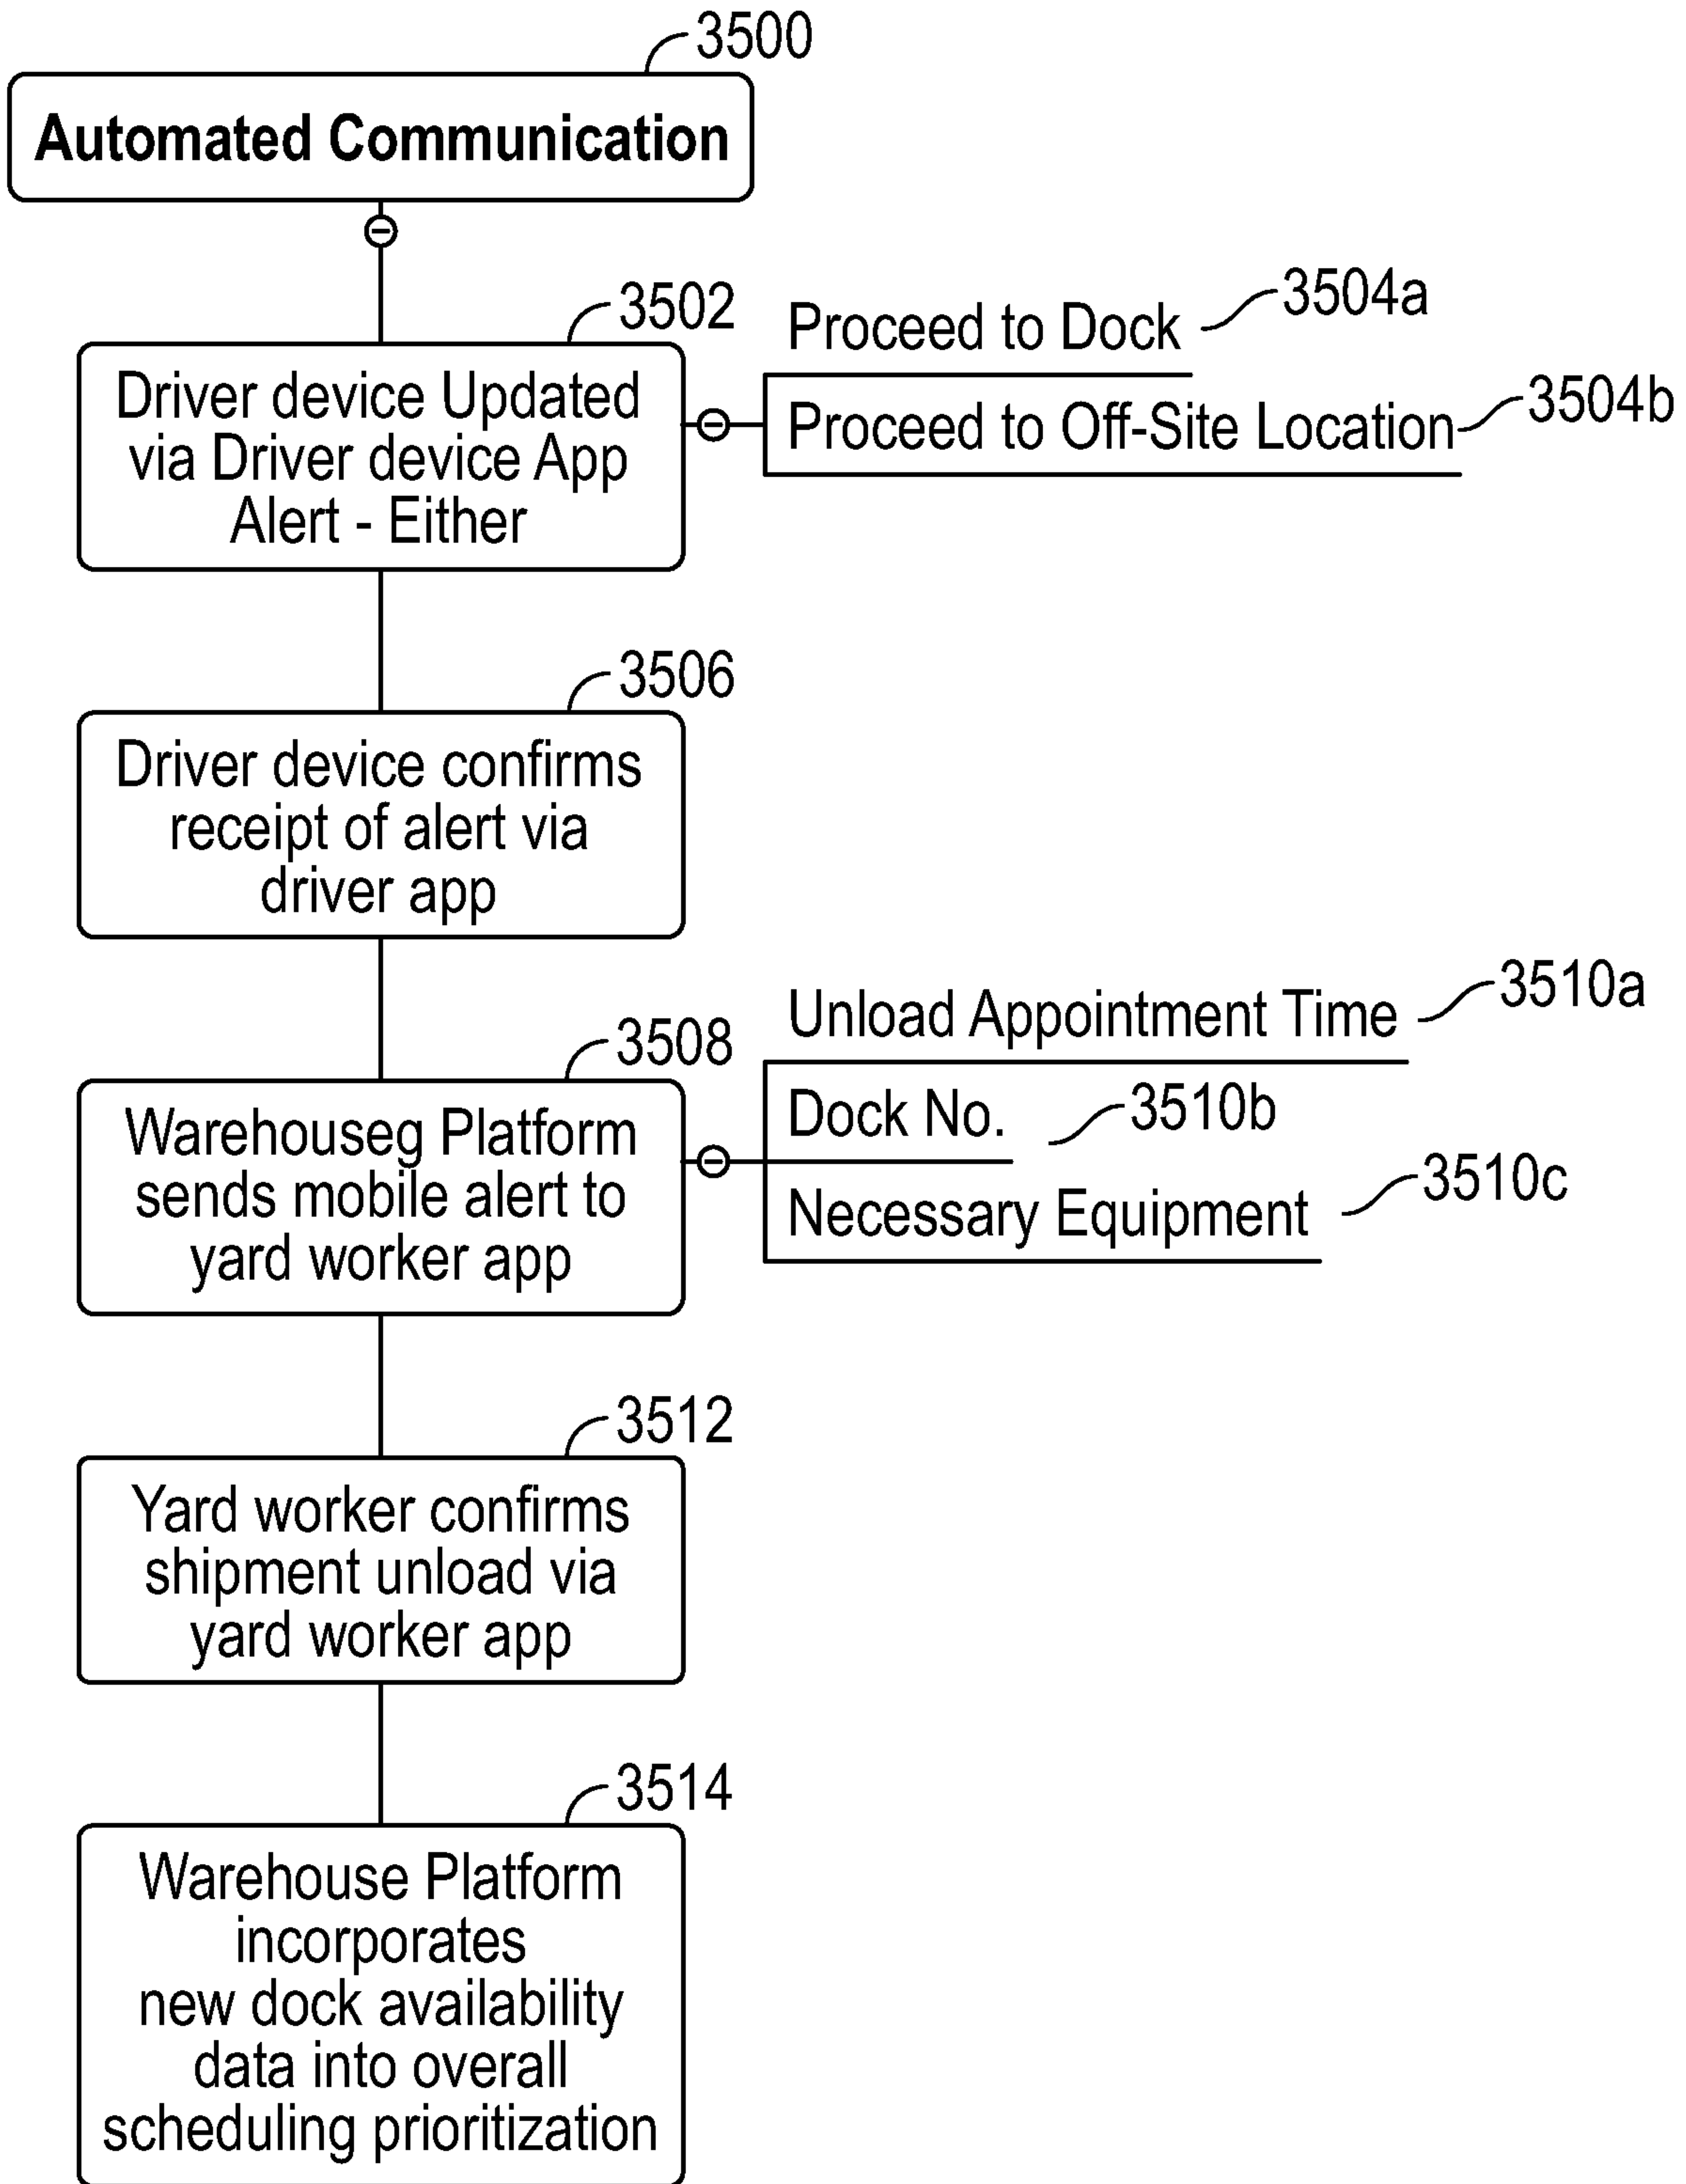 3500
Automated Communication
3502
Driver device Updated
via Driver device App
Alert - Either
Proceed to Dock
3504a
Proceed to Off-Site Location
3504b
3506
Driver device confirms
receipt of alert via
driver app
3508
Warehouseg Platform
sends mobile alert to
yard worker app
Unload Appointment Time
3510a
Dock No.
3510b
Necessary Equipment
3510c
3512
Yard worker confirms
shipment unload via
yard worker app
3514
Warehouse Platform
incorporates
new dock availability
data into overall
scheduling prioritization